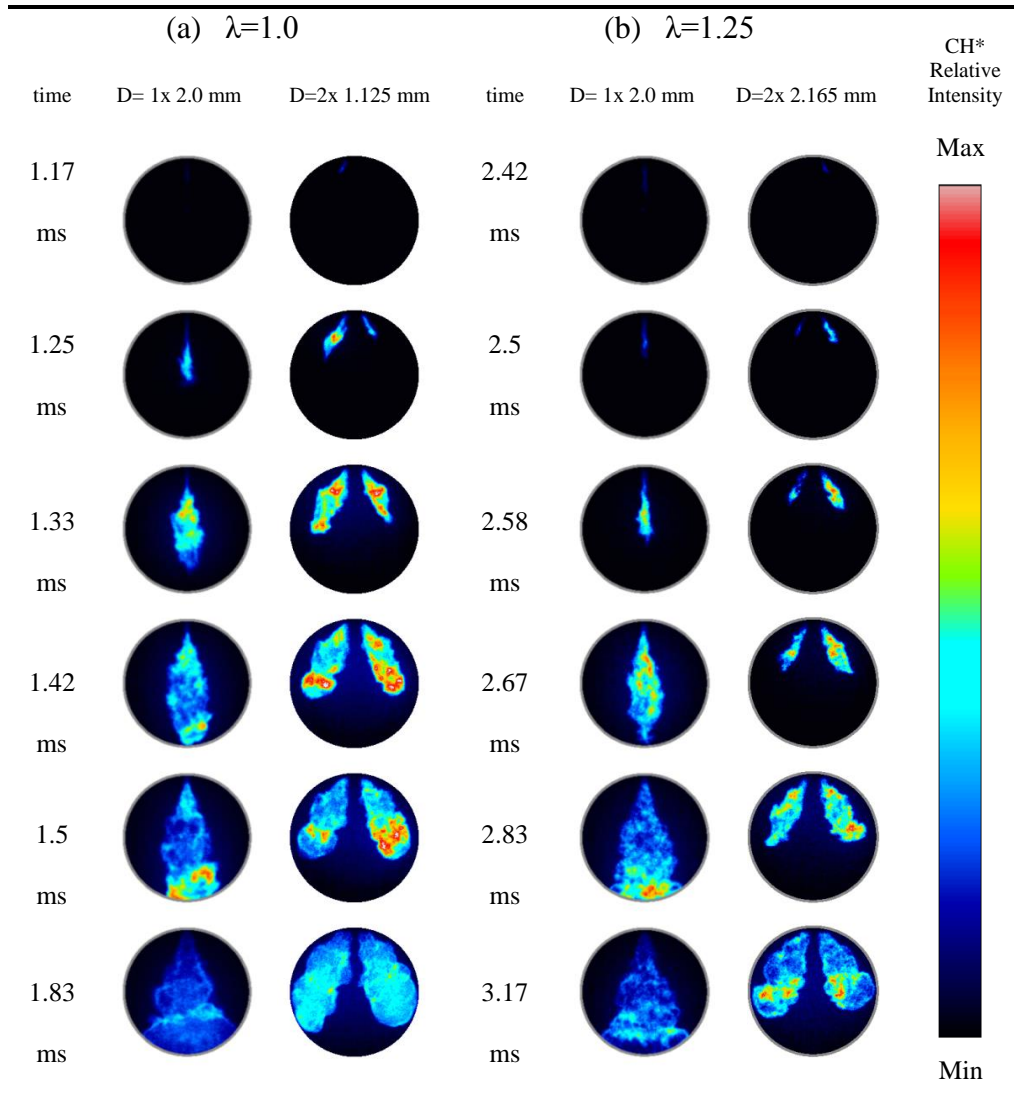 (a) λ=1.0
(b) λ=1.25
CH*
Relative
Intensity
time D= 1x 2.0 mm D=2x 1.125 mm time D= 1x 2.0 mm D=2x 2.165 mm
Max
1.17
ms
2.42
ms
1.25
ms
2.5
ms
1.33
ms
2.58
ms
1.42
ms
2.67
ms
1.5
ms
2.83
ms
1.83
ms
3.17
ms
Min